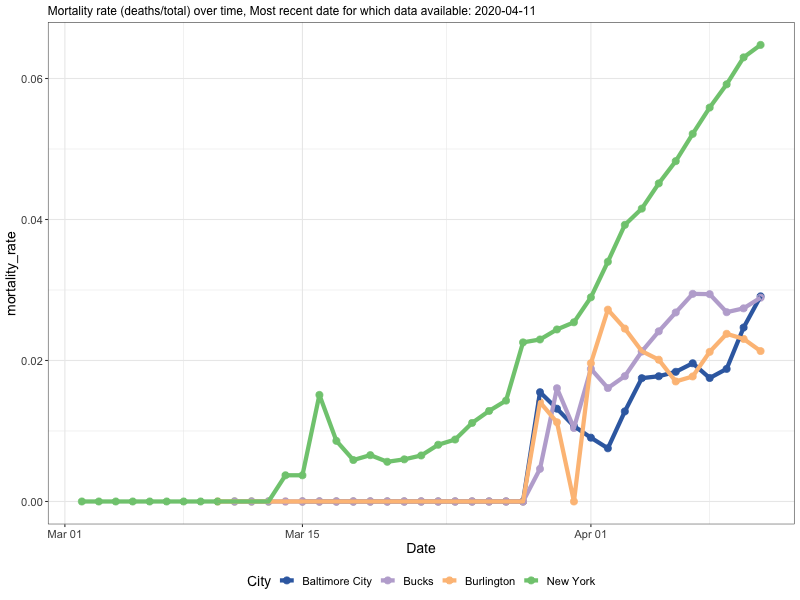 Mortality rate (deaths/total) over time, Most recent date for which data available: 2020-04-11
0.06
0.04
0.02
0.00
mortality_rate
Mar 01 Mar 15 Apr 01
Date
City Baltimore City Bucks Burlington New York